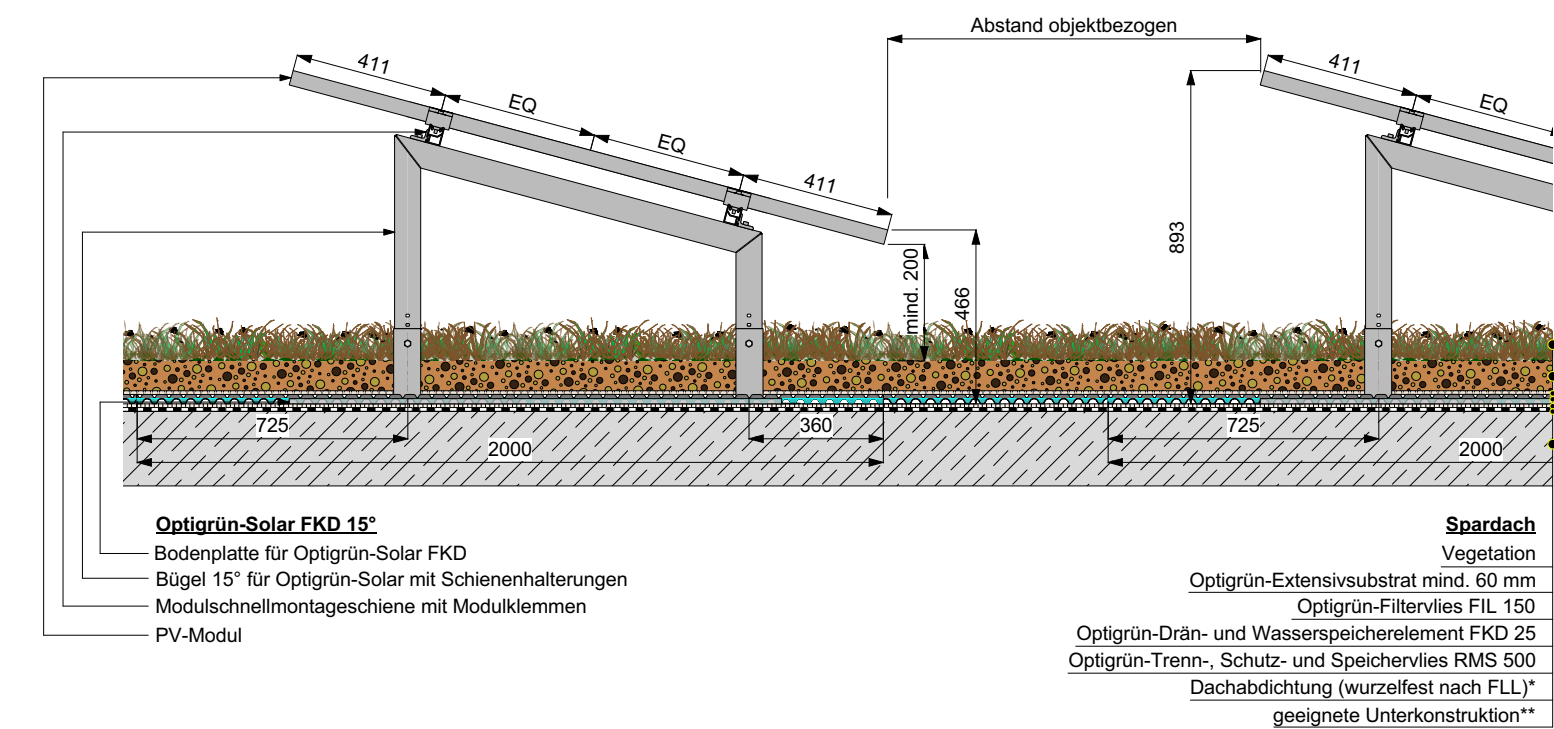 Abstand objektbezogen
411
EQ
EQ
411
411
EQ
mind. 200
466
893
725
360
725
2000
2000
Optigrün-Solar FKD 15°
Bodenplatte für Optigrün-Solar FKD
Bügel 15° für Optigrün-Solar mit Schienenhalterungen
Modulschnellmontageschiene mit Modulklemmen
PV-Modul
Spardach
Vegetation
Optigrün-Extensivsubstrat mind. 60 mm
Optigrün-Filtervlies FIL 150
Optigrün-Drän- und Wasserspeicherelement FKD 25
Optigrün-Trenn-, Schutz- und Speichervlies RMS 500
Dachabdichtung (wurzelfest nach FLL)*
geeignete Unterkonstruktion**